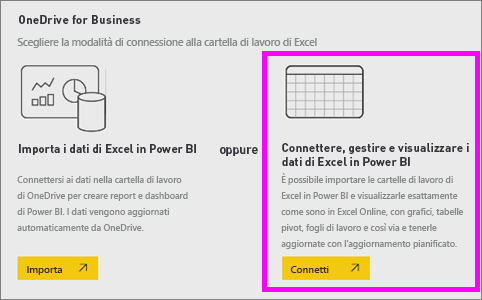 OneDrive for Business
Scegliere la modalità di connessione alla cartella di lavoro di Excel
Importa i dati di Excel in Power BI
Connettersi ai dati nella cartella di lavoro
di OneDrive per creare report e dashboard
di Power BI. I dati vengono aggiornati
automaticamente da OneDrive.
Importa
oppure
Connettere, gestire e visualizzare i
dati di Excel in Power BI
È possibile importare le cartelle di lavoro di
Excel in Power BI e visualizzarle esattamente
come sono in Excel Online, con grafici, tabelle
pivot, fogli di lavoro e così via e tenerle
aggiornate con l'aggiornamento pianificato.
Connetti